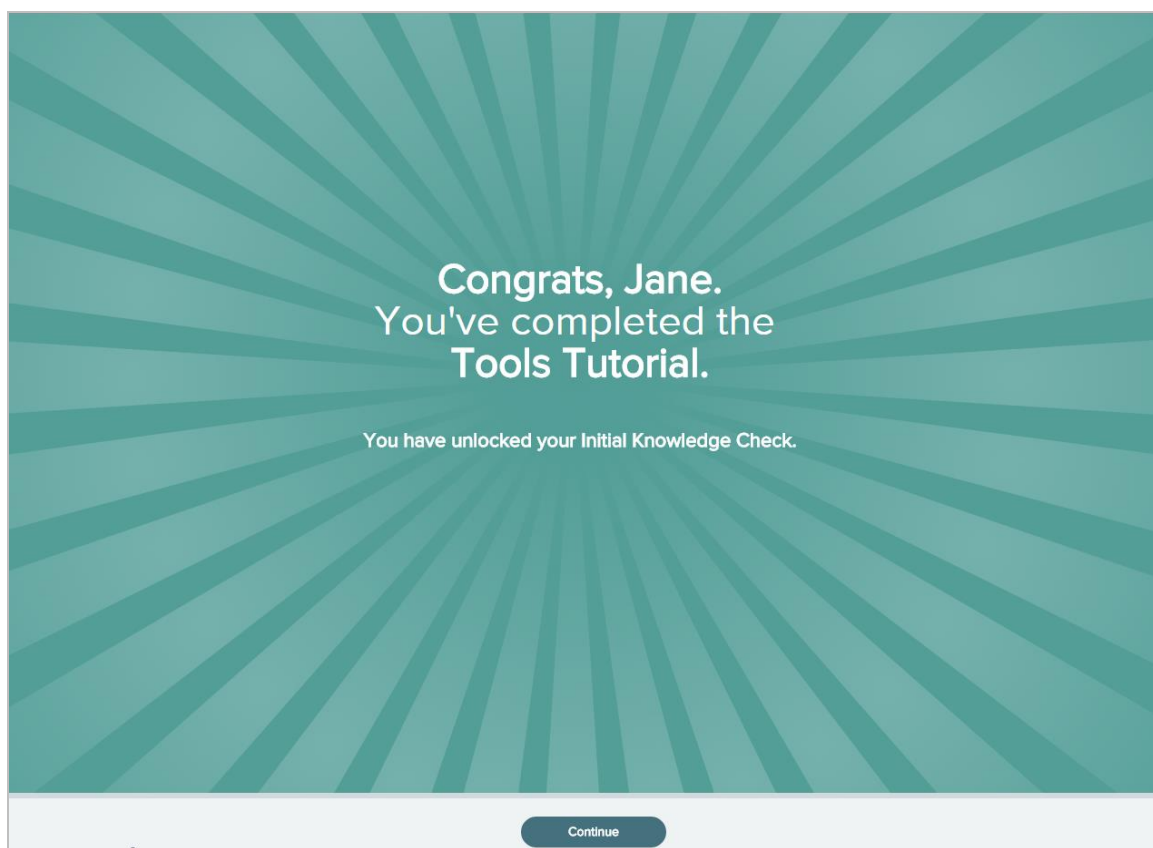 Congrats, Jane.
You've completed the
Tools Tutorial.
You have unlocked your Initial Knowledge Check.
Continue